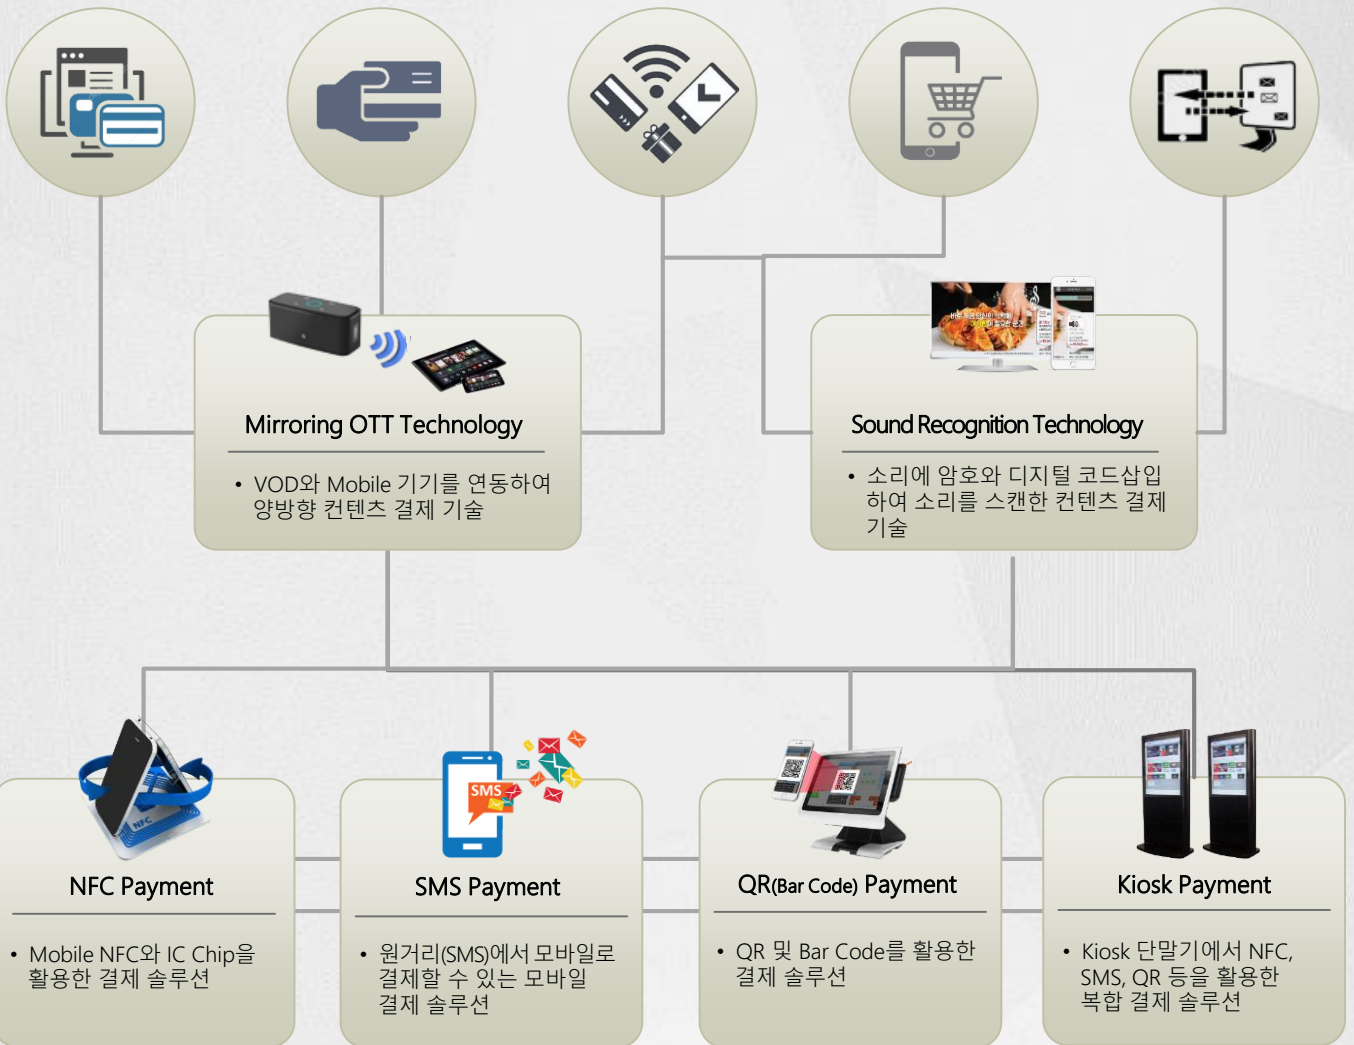 Mirroring OTT Technology
• VOD와 Mobile 기기를 연동하여
양방향 컨텐츠 결제 기술
Sound Recognition Technology
• 소리에 암호와 디지털 코드삽입
하여 소리를 스캔한 컨텐츠 결제
기술
NFC
NFC Payment
• Mobile NFC와 IC Chip을
활용한 결제 솔루션
SMS
SMS Payment
• 원거리(SMS)에서 모바일로
결제할 수 있는 모바일
결제 솔루션
QR(Bar Code) Payment
• QR 및 Bar Code를 활용한
결제 솔루션
Kiosk Payment
• Kiosk 단말기에서 NFC,
SMS, QR 등을 활용한
복합 결제 솔루션